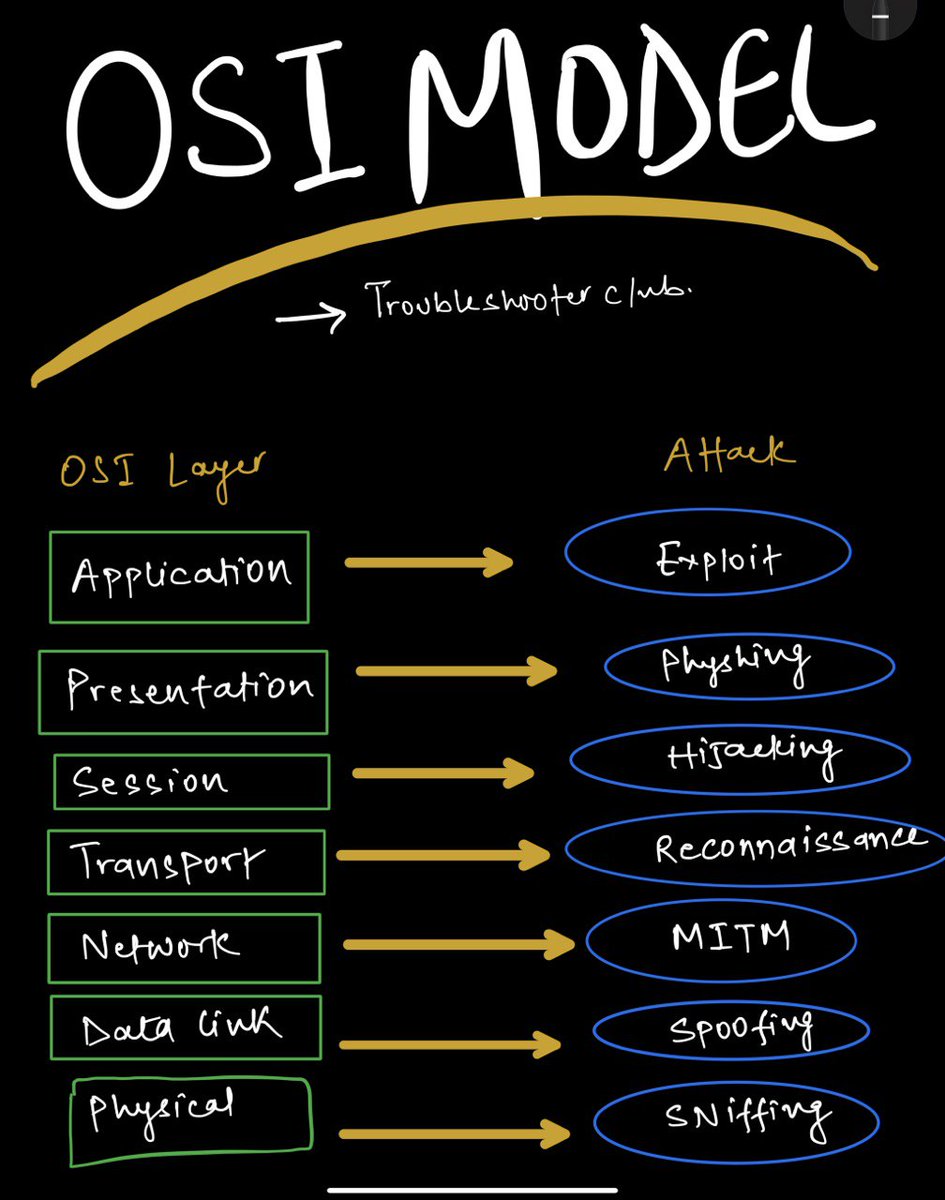 OSI MODEL
→ Troubleshooter club.
OSI Layer Attack
Application → Exploit
Presentation → Physhing
Session → Hijacking
Transport → Reconnaissance
Network → MITM
Data Link → Spoofing
Physical → SNiffing